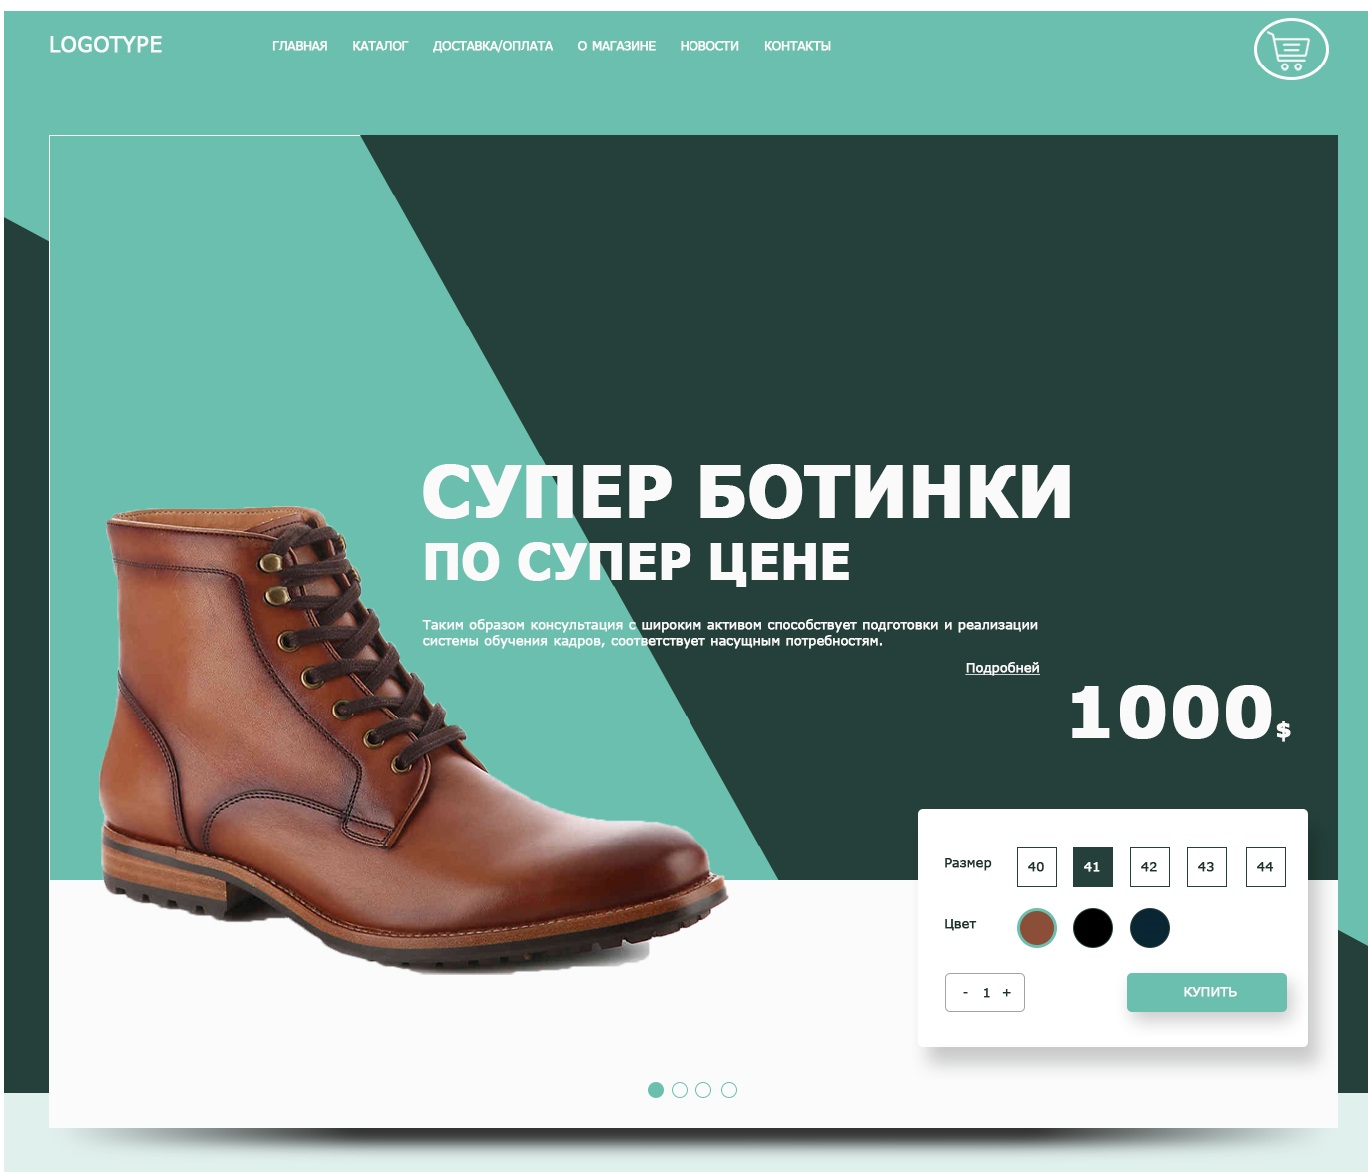 LOGOTYPE
ГЛАВНАЯ КАТАЛОГ ДОСТАВКА/ОПЛАТА О МАГАЗИНЕ НОВОСТИ КОНТАКТЫ
СУПЕР БОТИНКИ
ПО СУПЕР ЦЕНЕ
Таким образом консультация с широким активом способствует подготовки и реализации
системы обучения кадров, соответствует насущным потребностям.
Подробней
1000$
Размер 40 41 42 43 44
Цвет
- 1 +
КУПИТЬ